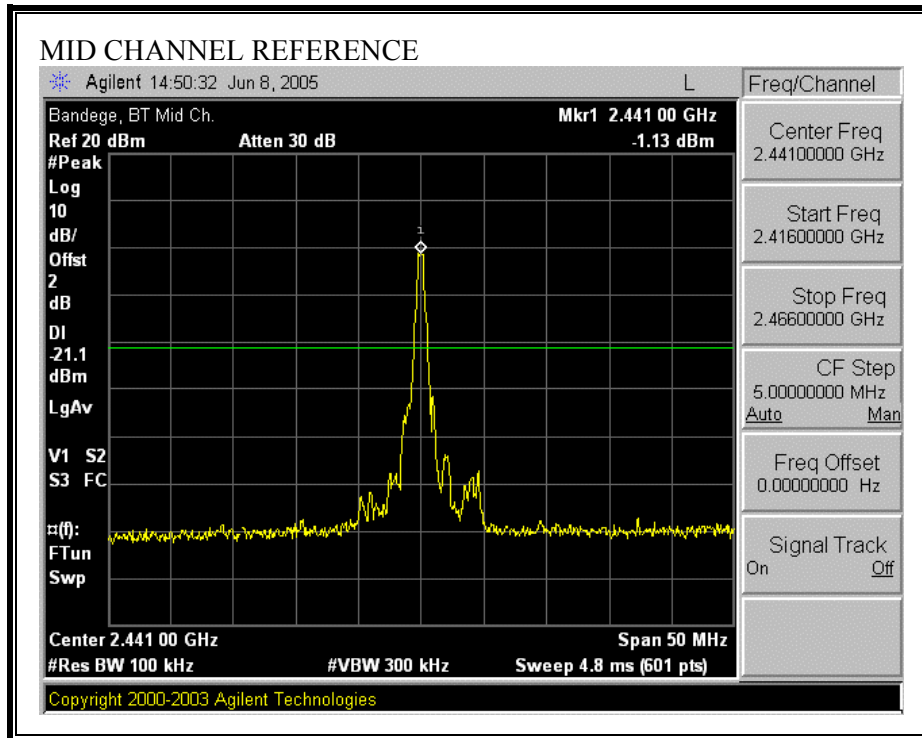 MID CHANNEL REFERENCE
Agilent 14:50:32 Jun 8, 2005
L
Freq/Channel
Bandege, BT Mid Ch.
Mkr1 2.441 00 GHz
Ref 20 dBm
Atten 30 dB
-1.13 dBm
#Peak
Log
10
dB/
Offst
2
dB
DI
-21.1
dBm
LgAv
V1 S2
S3 FC
¤(f):
FTun
Swp
1
Center 2.441 00 GHz
Span 50 MHz
#Res BW 100 kHz
#VBW 300 kHz
Sweep 4.8 ms (601 pts)
Copyright 2000-2003 Agilent Technologies
Center Freq
2.44100000 GHz
Start Freq
2.41600000 GHz
Stop Freq
2.46600000 GHz
CF Step
5.00000000 MHz
Auto Man
Freq Offset
0.00000000 Hz
Signal Track
On Off